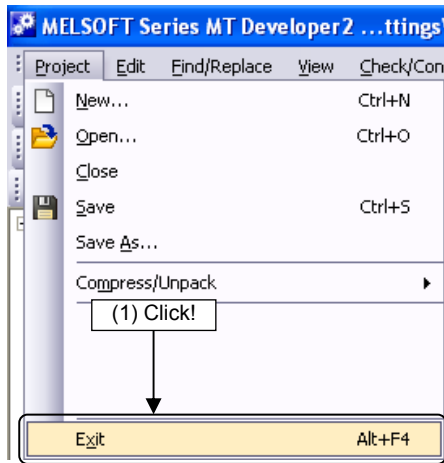 MELSOFT Series MT Developer2 ...ttings
Project Edit Find/Replace View Check/Con
New... Ctrl+N
Open... Ctrl+O
Close
Save Ctrl+S
Save As...
Compress/Unpack
(1) Click!
Exit Alt+F4